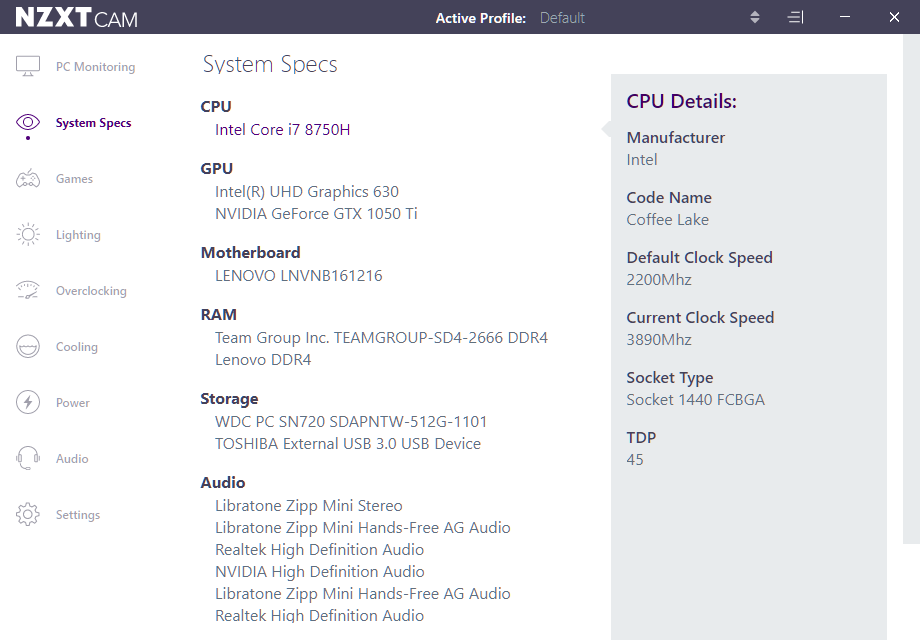 NZXT CAM
Active Profile: Default
PC Monitoring
System Specs
Games
Lighting
Overclocking
Cooling
Power
Audio
Settings
System Specs
CPU
Intel Core i7 8750H
GPU
Intel(R) UHD Graphics 630
NVIDIA GeForce GTX 1050 Ti
Motherboard
LENOVO LNVNB161216
RAM
Team Group Inc. TEAMGROUP-SD4-2666 DDR4
Lenovo DDR4
Storage
WDC PC SN720 SDAPNTW-512G-1101
TOSHIBA External USB 3.0 USB Device
Audio
Libratone Zipp Mini Stereo
Libratone Zipp Mini Hands-Free AG Audio
Realtek High Definition Audio
NVIDIA High Definition Audio
Libratone Zipp Mini Hands-Free AG Audio
Realtek High Definition Audio
CPU Details:
Manufacturer
Intel
Code Name
Coffee Lake
Default Clock Speed
2200Mhz
Current Clock Speed
3890Mhz
Socket Type
Socket 1440 FCBGA
TDP
45